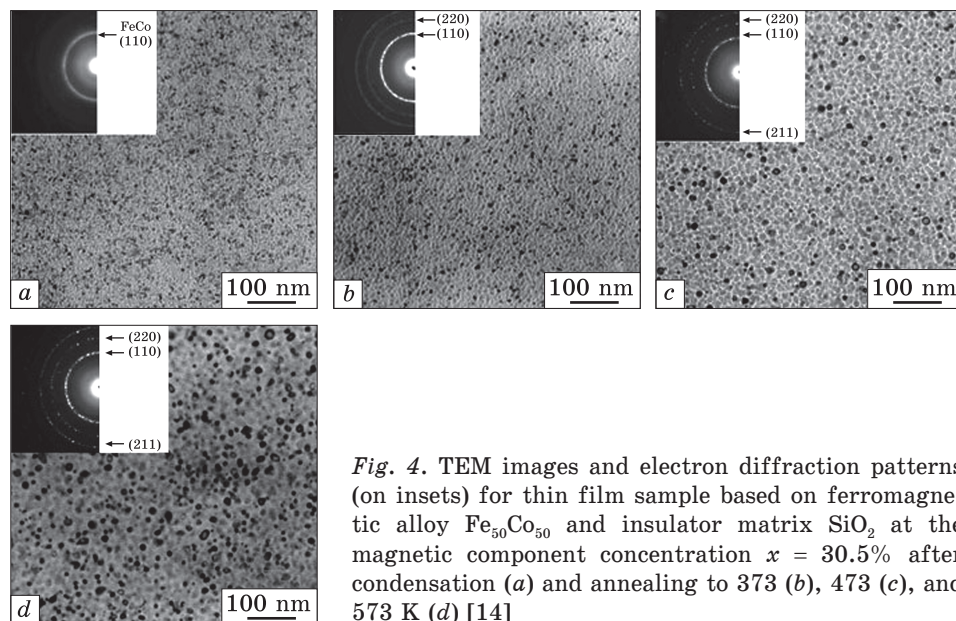 FeCo
(110)
a
100 nm
(220)
(110)
b
100 nm
(220)
(110)
(211)
c
100 nm
(220)
(110)
(211)
d
100 nm
Fig. 4. TEM images and electron diffraction patterns
(on insets) for thin film sample based on ferromagne-
tic alloy Fe₅₀Co₅₀ and insulator matrix SiO₂ at the
magnetic component concentration x = 30.5% after
condensation (a) and annealing to 373 (b), 473 (c), and
573 K (d) [14]